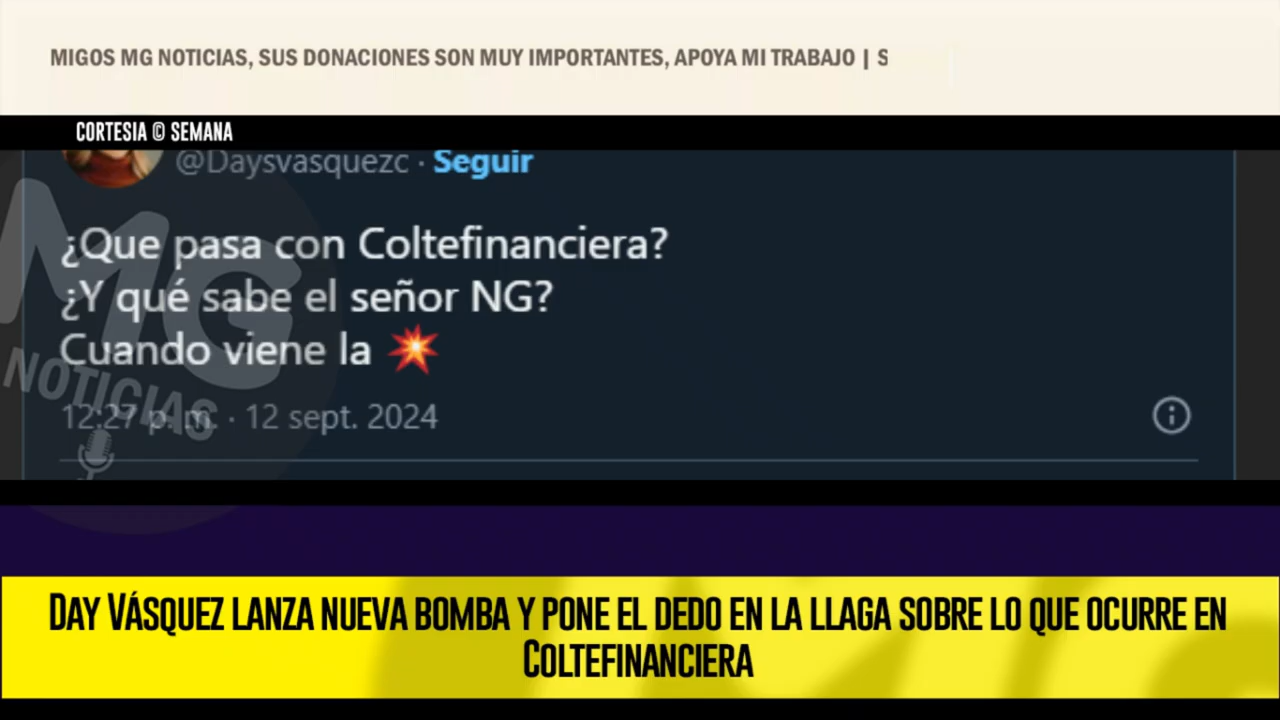 MIGOS MG NOTICIAS, SUS DONACIONES SON MUY IMPORTANTES, APOYA MI TRABAJO | S
CORTESIA © SEMANA
@Daysvasquezc · Seguir
¿Que pasa con Coltefinanciera?
¿Y qué sabe el señor NG?
Cuando viene la 💥
12:27 p. m. · 12 sept. 2024
MG
NOTICIAS
DAY VÁSQUEZ LANZA NUEVA BOMBA Y PONE EL DEDO EN LA LLAGA SOBRE LO QUE OCURRE EN
COLTEFINANCIERA